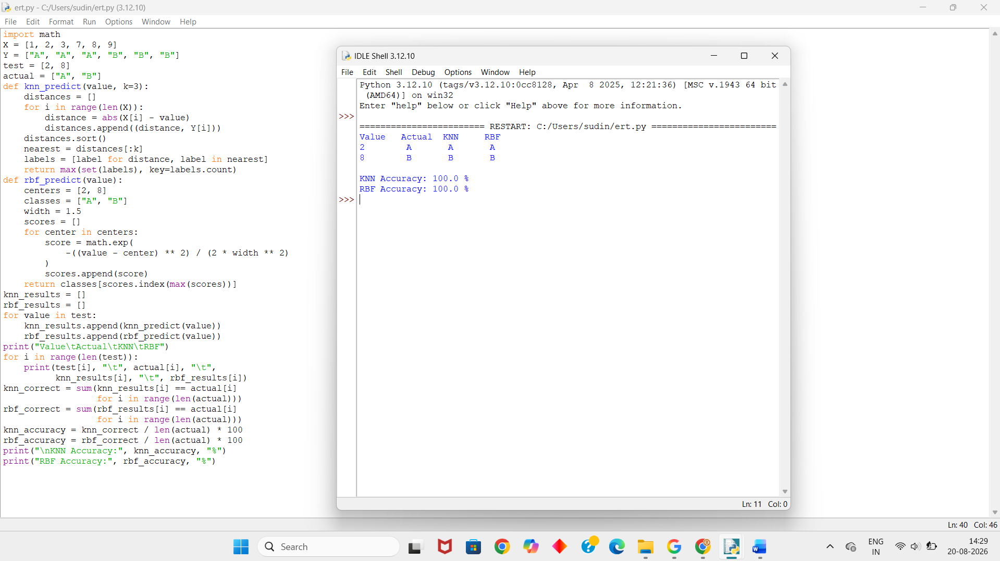 ert.py - C:/Users/sudin/ert.py (3.12.10)
File Edit Format Run Options Window Help
import math
X = [1, 2, 3, 7, 8, 9]
Y = ["A", "A", "A", "B", "B", "B"]
test = [2, 8]
actual = ["A", "B"]
def knn_predict(value, k=3):
    distances = []
    for i in range(len(X)):
        distance = abs(X[i] - value)
        distances.append((distance, Y[i]))
    distances.sort()
    nearest = distances[:k]
    labels = [label for distance, label in nearest]
    return max(set(labels), key=labels.count)
def rbf_predict(value):
    centers = [2, 8]
    classes = ["A", "B"]
    width = 1.5
    scores = []
    for center in centers:
        score = math.exp(
            -((value - center) ** 2) / (2 * width ** 2)
        )
        scores.append(score)
    return classes[scores.index(max(scores))]
knn_results = []
rbf_results = []
for value in test:
    knn_results.append(knn_predict(value))
    rbf_results.append(rbf_predict(value))
print("Value\tActual\tKNN\tRBF")
for i in range(len(test)):
    print(test[i], "\t", actual[i], "\t",
          knn_results[i], "\t", rbf_results[i])
knn_correct = sum(knn_results[i] == actual[i]
                  for i in range(len(actual)))
rbf_correct = sum(rbf_results[i] == actual[i]
                  for i in range(len(actual)))
knn_accuracy = knn_correct / len(actual) * 100
rbf_accuracy = rbf_correct / len(actual) * 100
print("\nKNN Accuracy:", knn_accuracy, "%")
print("RBF Accuracy:", rbf_accuracy, "%")
IDLE Shell 3.12.10
File Edit Shell Debug Options Window Help
Python 3.12.10 (tags/v3.12.10:0cc8128, Apr  8 2025, 12:21:36) [MSC v.1943 64 bit
 (AMD64)] on win32
Enter "help" below or click "Help" above for more information.
>>>
======================== RESTART: C:/Users/sudin/ert.py ========================
Value   Actual  KNN     RBF
2        A       A       A
8        B       B       B
KNN Accuracy: 100.0 %
RBF Accuracy: 100.0 %
>>>
Ln: 11 Col: 0
Ln: 40 Col: 46
Search
ENG
IN
14:29
20-08-2026